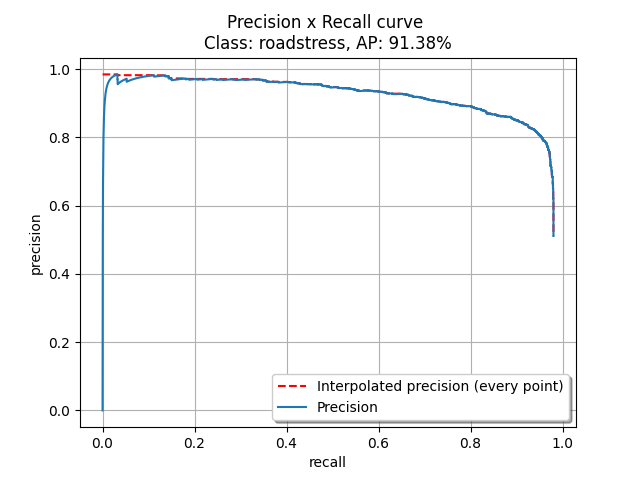 Precision x Recall curve
Class: roadstress, AP: 91.38%
1.0
0.8
0.6
0.4
0.2
0.0
precision
Interpolated precision (every point)
Precision
0.0 0.2 0.4 0.6 0.8 1.0
recall